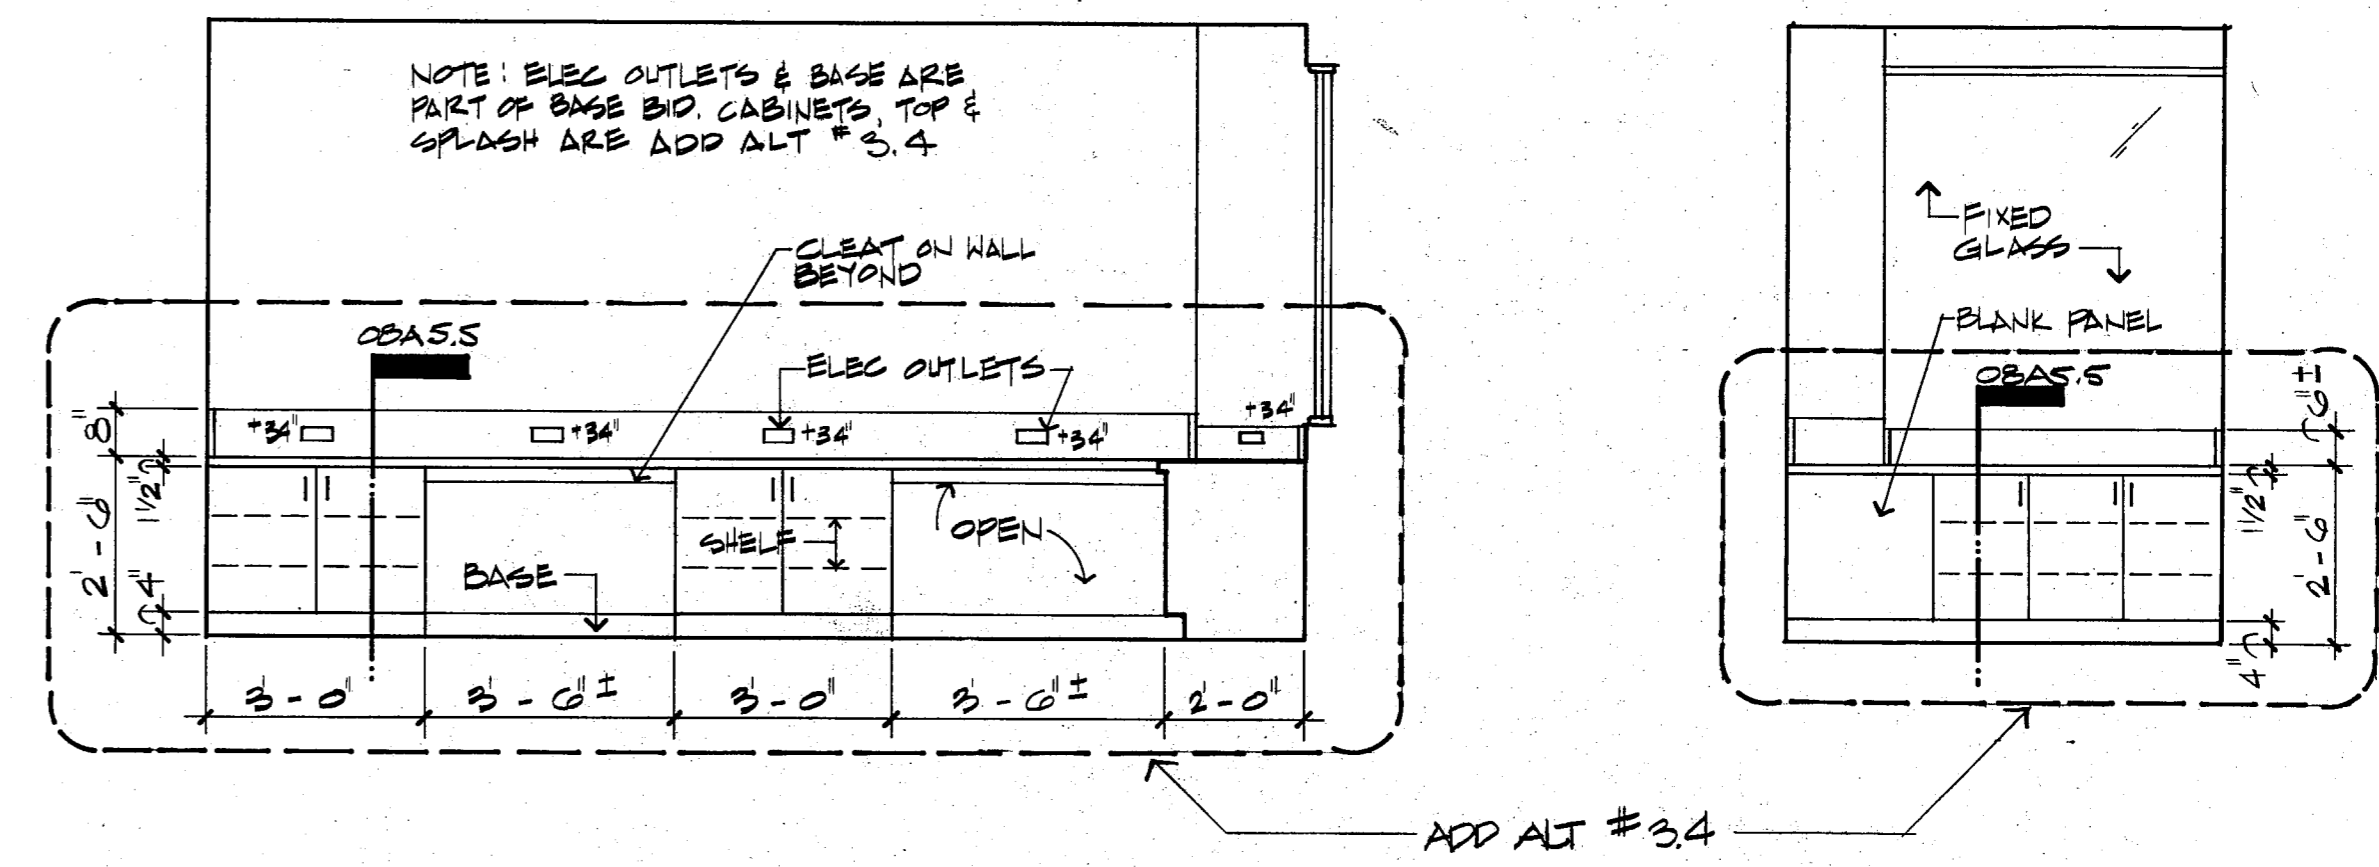 NOTE: ELEC OUTLETS & BASE ARE
PART OF BASE BID. CABINETS, TOP &
SPLASH ARE ADD ALT #3.4
CLEAT ON WALL
BEYOND
08A5.5
ELEC OUTLETS
+34"
+34"
+34"
+34"
+34"
8"
1 1/2"
2'-6"
4"
SHELF
OPEN
BASE
3'-0"
3'-6"±
3'-0"
3'-6"±
2'-0"
FIXED
GLASS
BLANK PANEL
08A5.5
6"±
1 1/2"
2'-6"
4"
ADD ALT #3.4